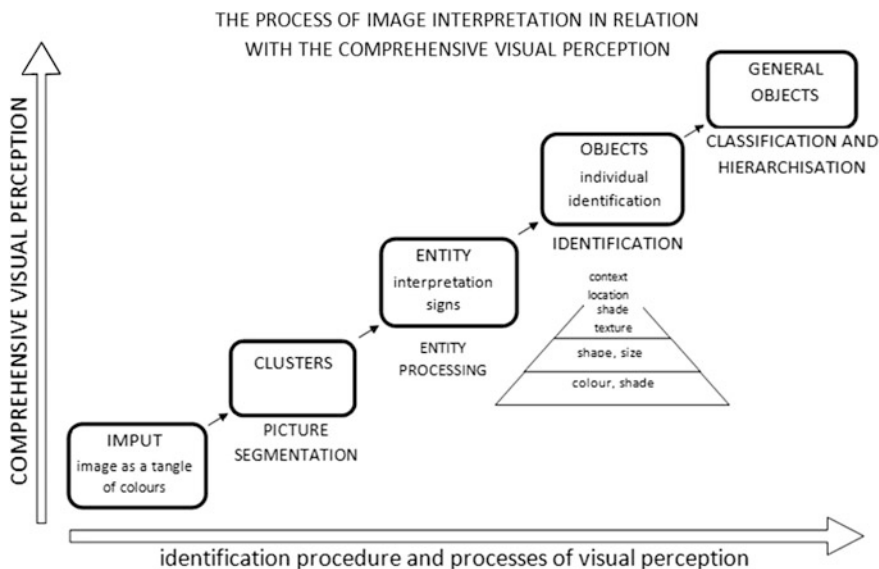 THE PROCESS OF IMAGE INTERPRETATION IN RELATION
WITH THE COMPREHENSIVE VISUAL PERCEPTION
COMPREHENSIVE VISUAL PERCEPTION
GENERAL
OBJECTS
CLASSIFICATION AND
HIERARCHISATION
OBJECTS
individual
identification
IDENTIFICATION
ENTITY
interpretation
signs
ENTITY
PROCESSING
CLUSTERS
PICTURE
SEGMENTATION
IMPUT
image as a tangle
of colours
context
location
shade
texture
shape, size
colour, shade
identification procedure and processes of visual perception